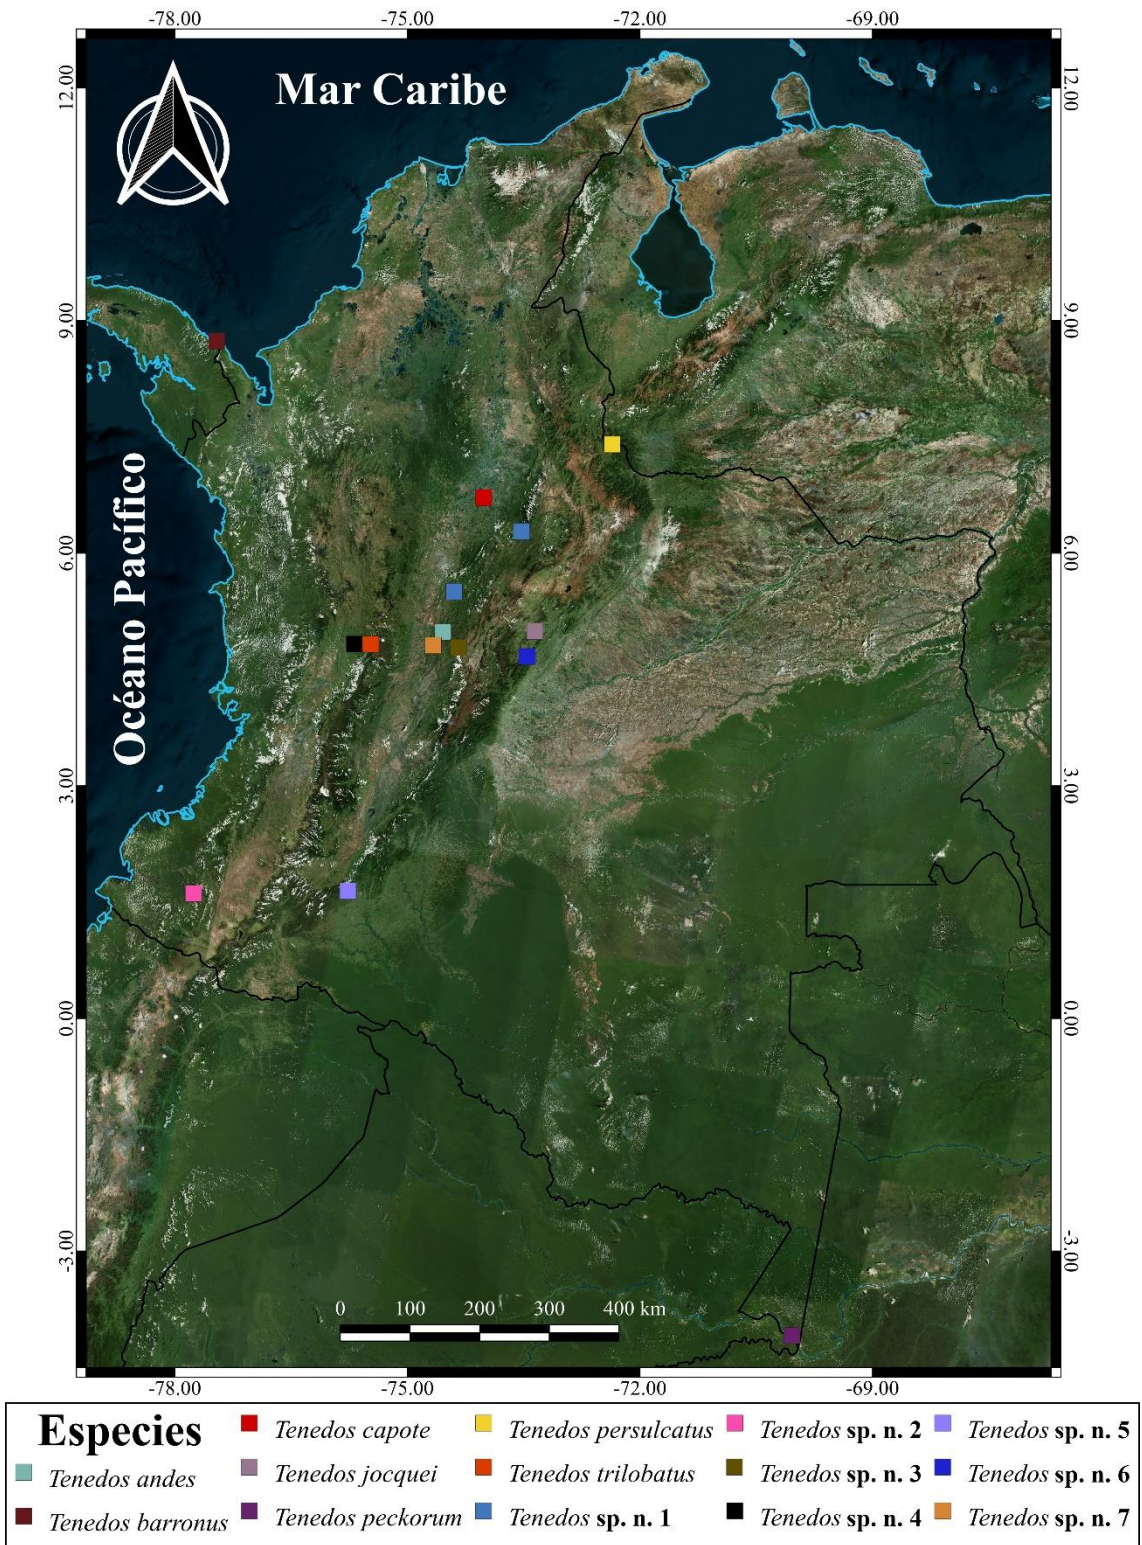 -78.00 -75.00 -72.00 -69.00
12.00 12.00
Mar Caribe
9.00 9.00
Océano Pacífico
6.00 6.00
3.00 3.00
0.00 0.00
-3.00 -3.00
0 100 200 300 400 km
-78.00 -75.00 -72.00 -69.00
Especies
Tenedos andes
Tenedos barronus
Tenedos capote
Tenedos jocquei
Tenedos peckorum
Tenedos persulcatus
Tenedos trilobatus
Tenedos sp. n. 1
Tenedos sp. n. 2
Tenedos sp. n. 3
Tenedos sp. n. 4
Tenedos sp. n. 5
Tenedos sp. n. 6
Tenedos sp. n. 7